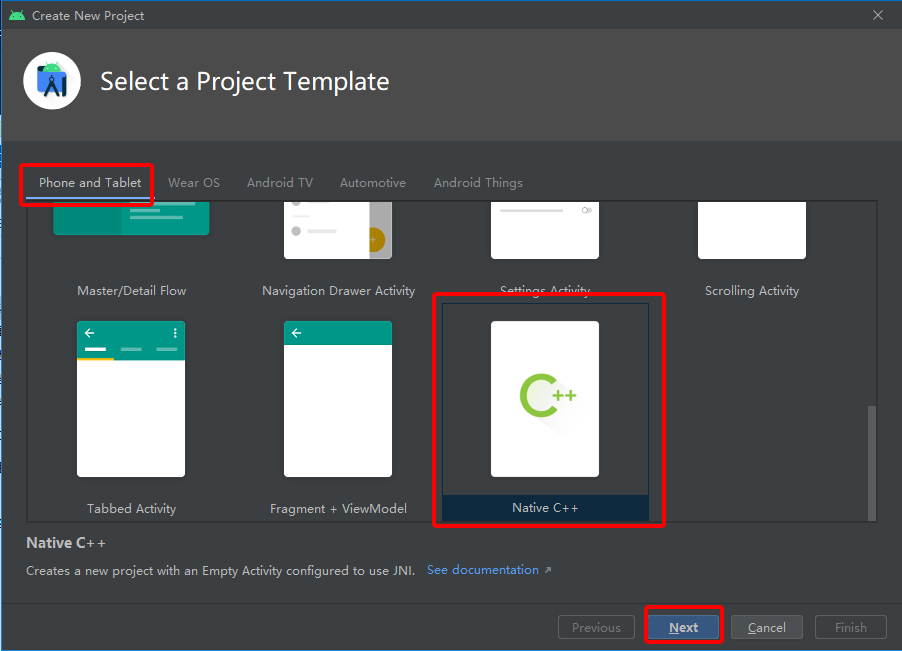 Create New Project
Select a Project Template
Phone and Tablet Wear OS Android TV Automotive Android Things
Master/Detail Flow Navigation Drawer Activity Settings Activity Scrolling Activity
C++
Tabbed Activity Fragment + ViewModel Native C++
Native C++
Creates a new project with an Empty Activity configured to use JNI. See documentation ↗
Previous Next Cancel Finish